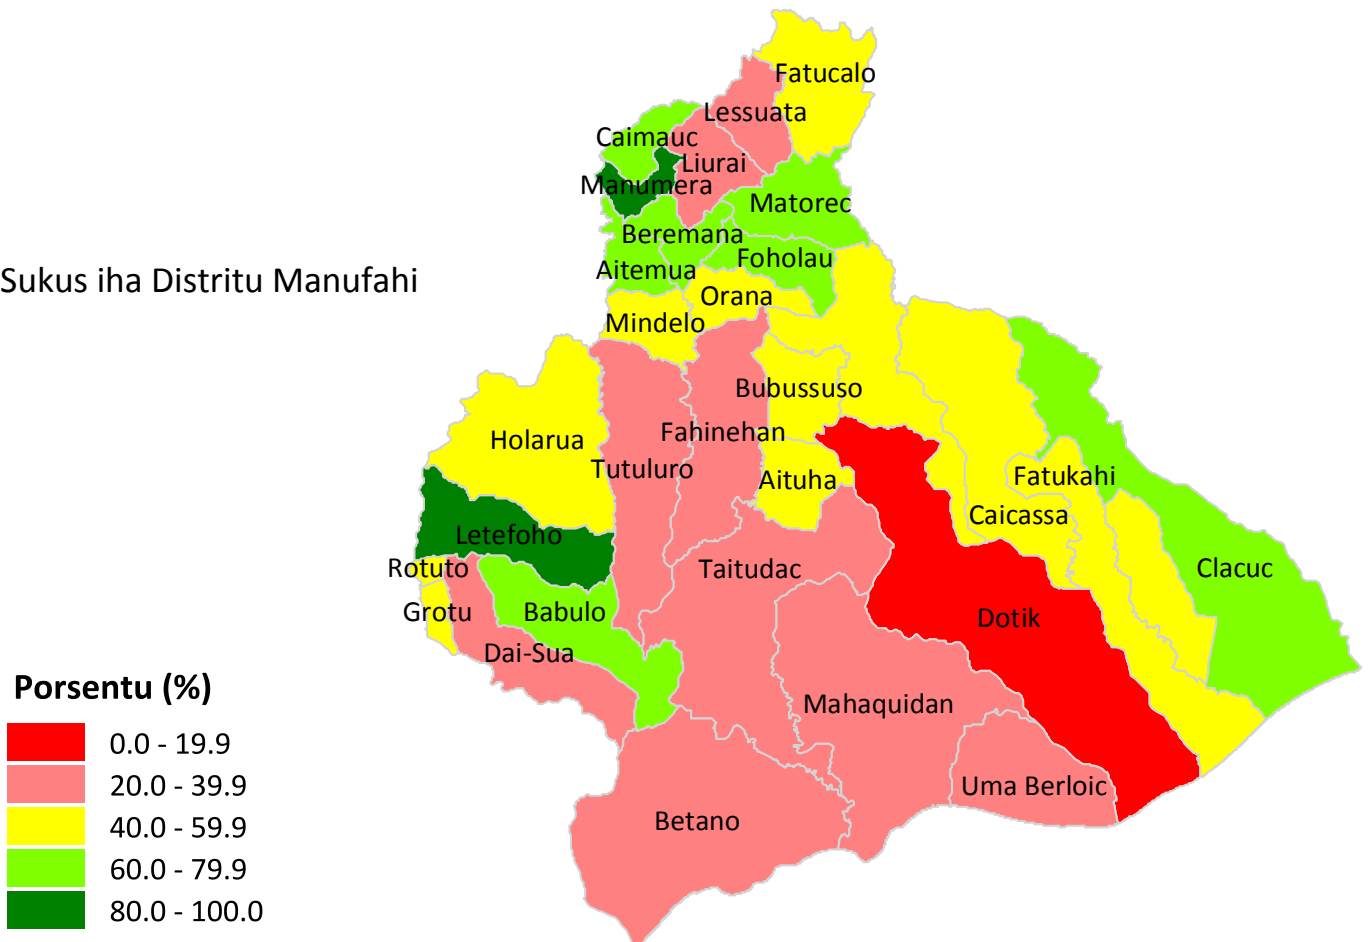 Fatucalo
Lessuata
Caimauc
Liurai
Manumera
Matorec
Beremana
Foholau
Aitemua
Sukus iha Distritu Manufahi
Orana
Mindelo
Bubussuso
Fahinehan
Holarua
Tutuluro
Fatukahi
Aituha
Caicassa
Letefoho
Rotuto
Taitudac
Clacuc
Grotu
Babulo
Dotik
Dai-Sua
Porsentu (%)
Mahaquidan
0.0 - 19.9
20.0 - 39.9
Uma Berloic
40.0 - 59.9
Betano
60.0 - 79.9
80.0 - 100.0